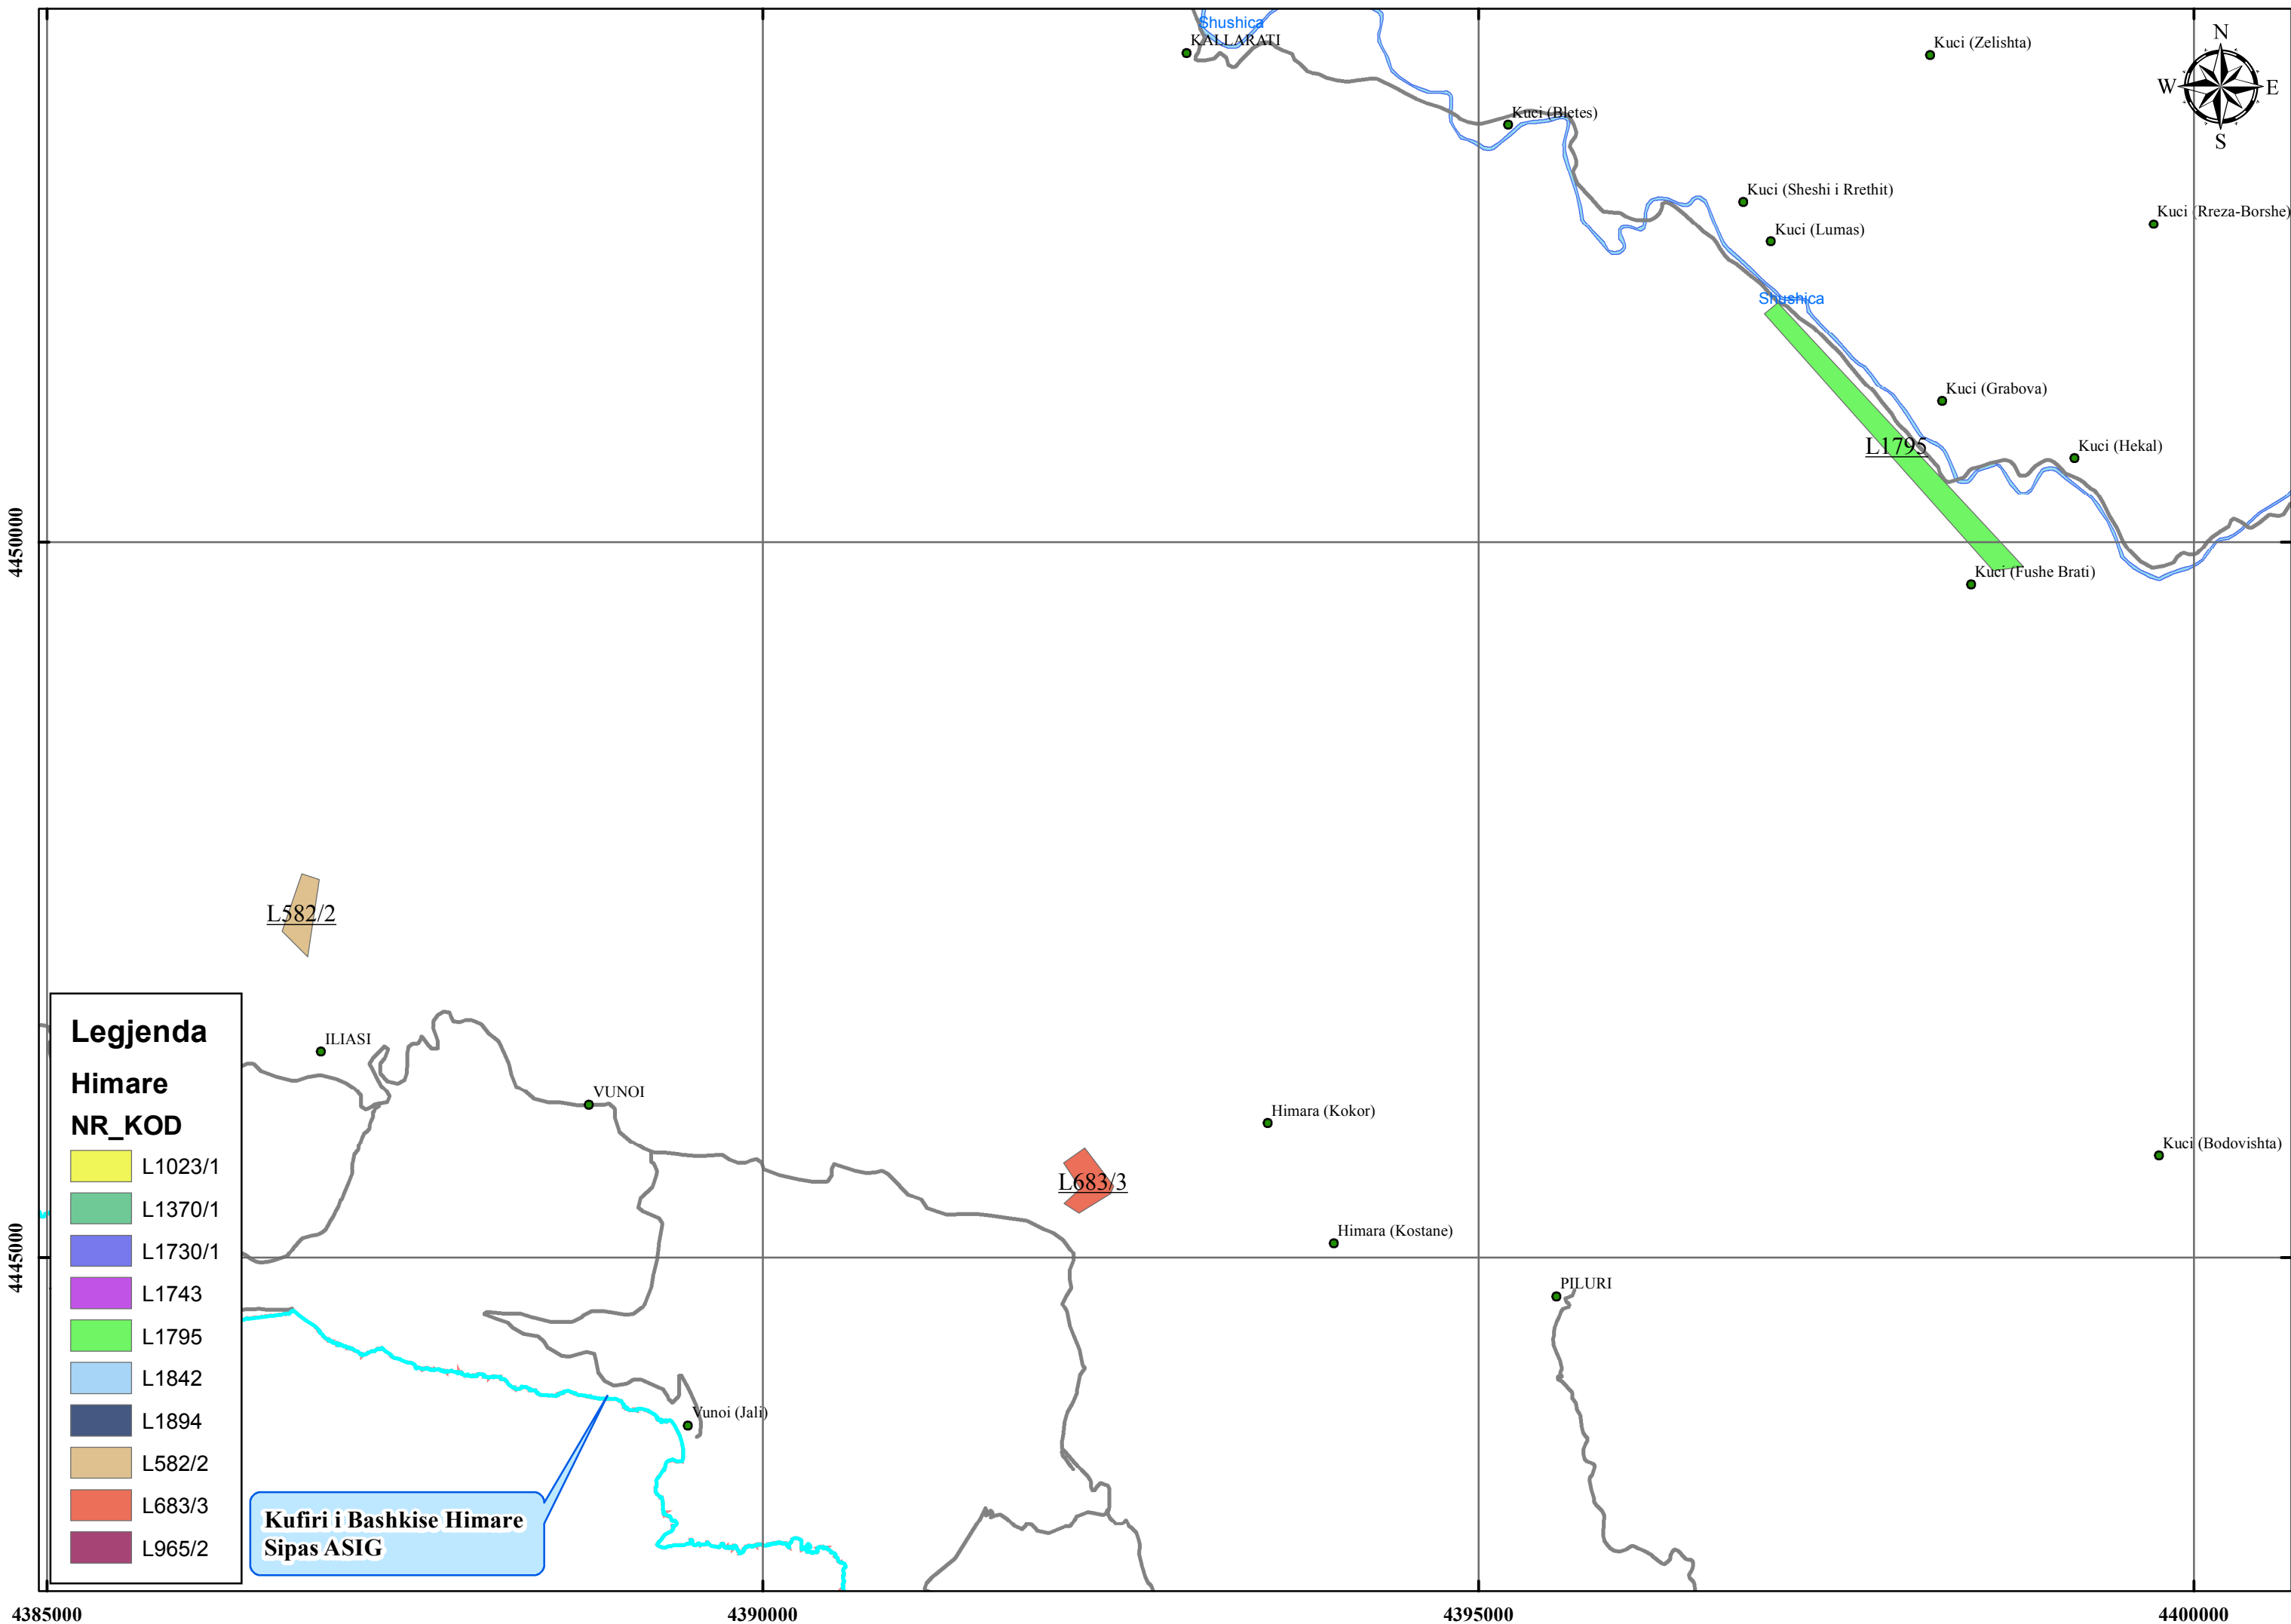 Shushica
KALLARATI
Kuci (Zelishta)
N
W
E
S
Kuci (Bletes)
Kuci (Sheshi i Rrethit)
Kuci (Rreza-Borshe)
Kuci (Lumas)
Shushica
Kuci (Grabova)
L1795
Kuci (Hekal)
4450000
Kuci (Fushe Brati)
L582/2
ILIASI
VUNOI
Himara (Kokor)
Kuci (Bodovishta)
L683/3
Himara (Kostane)
4445000
PILURI
Vunoi (Jali)
Legjenda
Himare
NR_KOD
L1023/1
L1370/1
L1730/1
L1743
L1795
L1842
L1894
L582/2
L683/3
L965/2
Kufiri i Bashkise Himare
Sipas ASIG
4385000
4390000
4395000
4400000